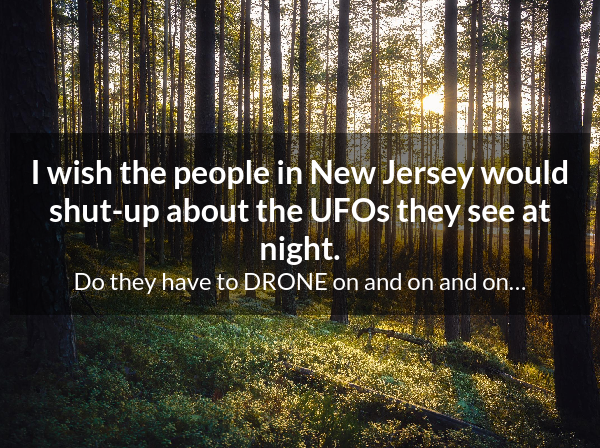 I wish the people in New Jersey would
shut-up about the UFOs they see at
night.
Do they have to DRONE on and on and on...